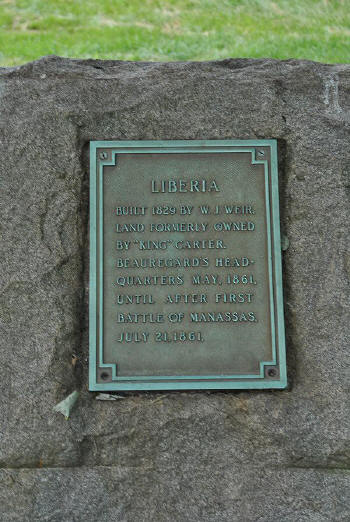 LIBERIA
BUILT 1829 BY W. J. WEIR.
LAND FORMERLY OWNED
BY "KING" CARTER.
BEAUREGARD'S HEAD-
QUARTERS MAY, 1861,
UNTIL AFTER FIRST
BATTLE OF MANASSAS,
JULY 21, 1861.